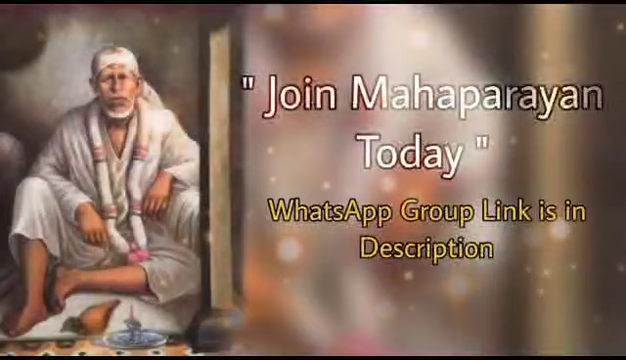 " Join Mahaparayan
Today "
WhatsApp Group Link is in
Description